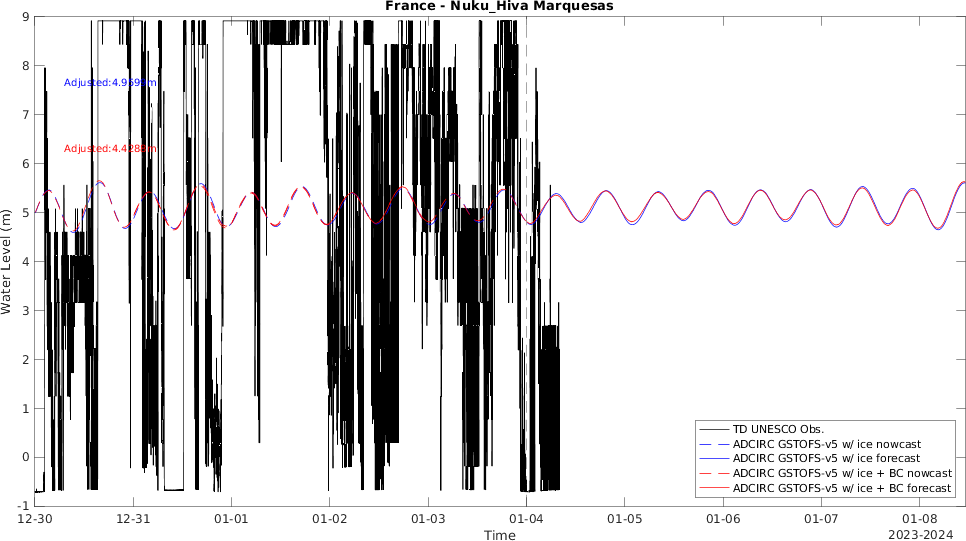 France - Nuku_Hiva Marquesas
9
8
7
6
5
4
3
2
1
0
-1
Water Level (m)
Adjusted:4.9599m
Adjusted:4.4288m
TD UNESCO Obs.
ADCIRC GSTOFS-v5 w/ ice nowcast
ADCIRC GSTOFS-v5 w/ ice forecast
ADCIRC GSTOFS-v5 w/ ice + BC nowcast
ADCIRC GSTOFS-v5 w/ ice + BC forecast
12-30 12-31 01-01 01-02 01-03 01-04 01-05 01-06 01-07 01-08
Time
2023-2024